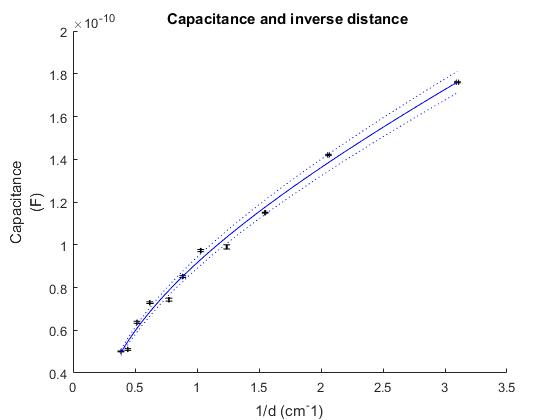 Capacitance and inverse distance
×10⁻¹⁰
2
1.8
1.6
1.4
1.2
1
0.8
0.6
0.4
Capacitance
(F)
0 0.5 1 1.5 2 2.5 3 3.5
1/d (cm⁻1)